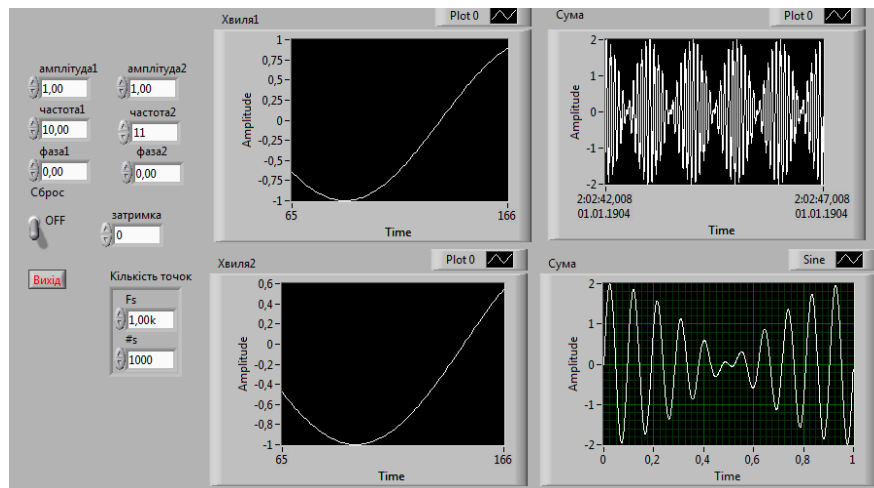 амплітуда1
амплітуда2
1,00
1,00
частота1
частота2
10,00
11
фаза1
фаза2
0,00
0,00
Сброс
OFF
затримка
0
Вихід
Кількість точок
Fs
1,00k
#s
1000
Хвиля1
Plot 0
1
0,75
0,5
0,25
0
-0,25
-0,5
-0,75
-1
Amplitude
65
166
Time
Сума
Plot 0
2
1
0
-1
-2
Amplitude
2:02:42,008
01.01.1904
2:02:47,008
01.01.1904
Time
Хвиля2
Plot 0
0,6
0,4
0,2
0
-0,2
-0,4
-0,6
-0,8
-1
Amplitude
65
166
Time
Сума
Sine
2
1
0
-1
-2
Amplitude
0
0,2
0,4
0,6
0,8
1
Time